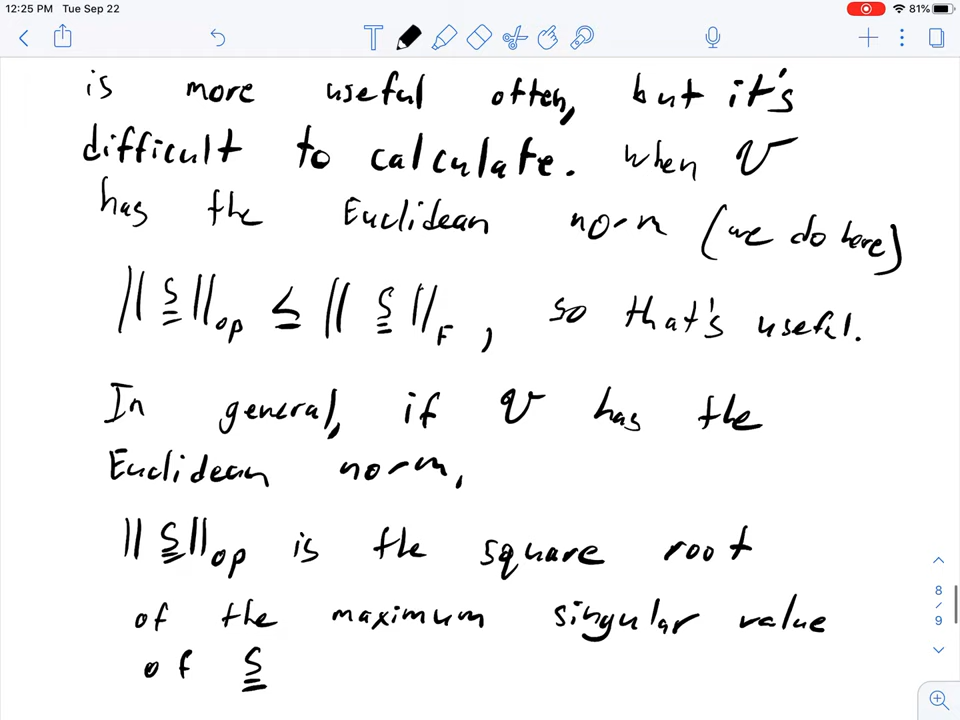 12:25 PM Tue Sep 22 81%
is more useful often, but it's
difficult to calculate. when V
has the Euclidean norm (we do here)
||S||op ≤ ||S||F, so that's useful.
In general, if V has the
Euclidean norm,
||S||op is the square root
of the maximum singular value
of S
8
/
9